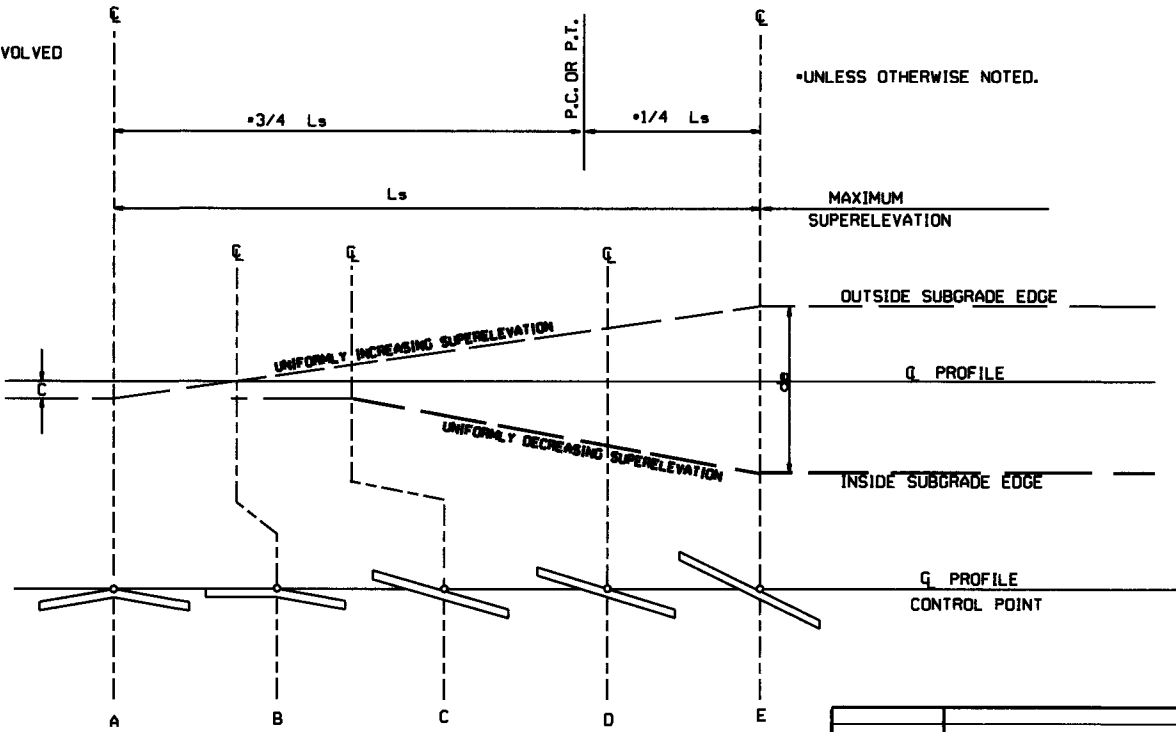 ℄
℄
VOLVED
P.C. OR P.T.
*UNLESS OTHERWISE NOTED.
*3/4 Ls
*1/4 Ls
Ls
MAXIMUM
SUPERELEVATION
℄
℄
℄
OUTSIDE SUBGRADE EDGE
UNIFORMLY INCREASING SUPERELEVATION
C
℄ PROFILE
UNIFORMLY DECREASING SUPERELEVATION
INSIDE SUBGRADE EDGE
℄ PROFILE
CONTROL POINT
A
B
C
D
E